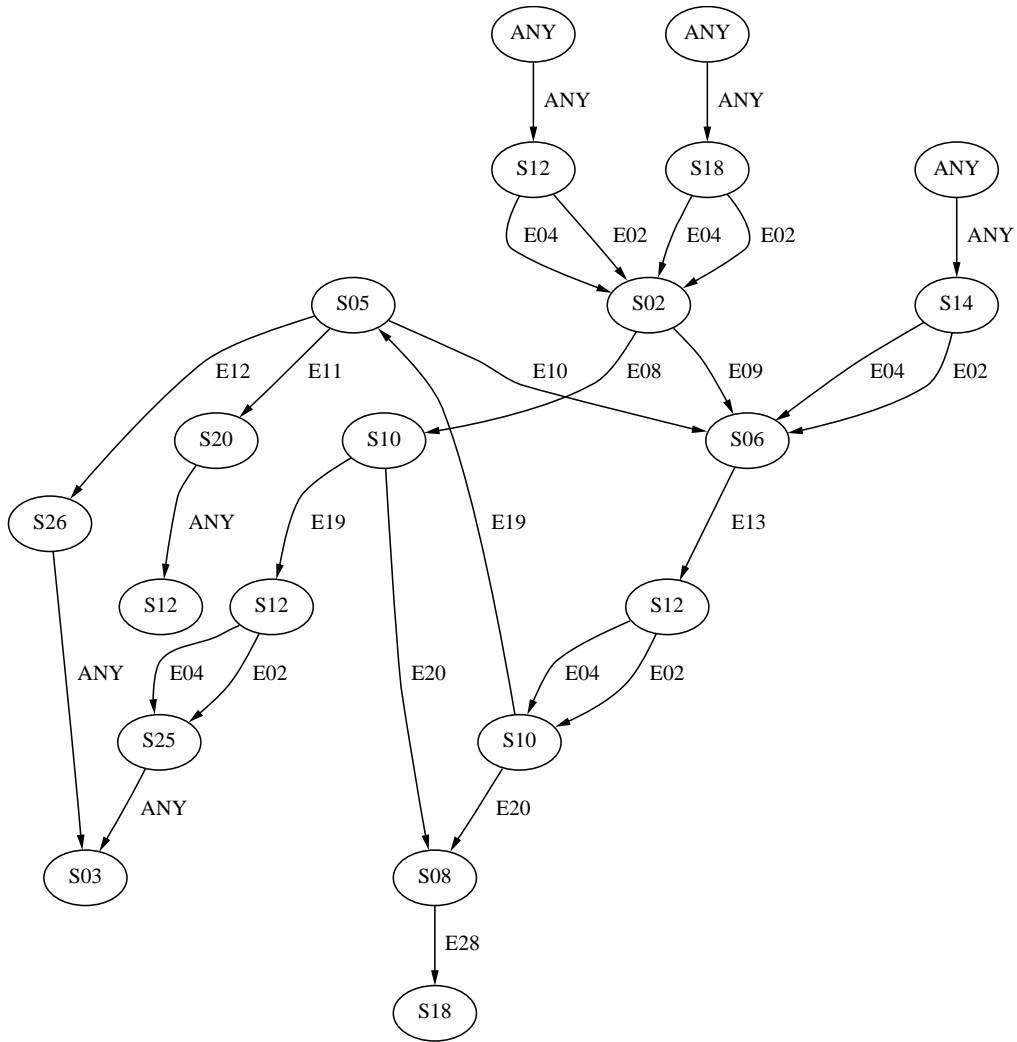 ANY ANY
ANY ANY
S12 S18 ANY
E04 E02 E04 E02 ANY
S05 S02 S14
E12 E11 E10 E08 E09 E04 E02
S20 S10 S06
S26 ANY E19 E19 E13
S12 S12 S12
ANY E04 E02 E20 E04 E02
S25 S10
ANY E20
S03 S08
E28
S18